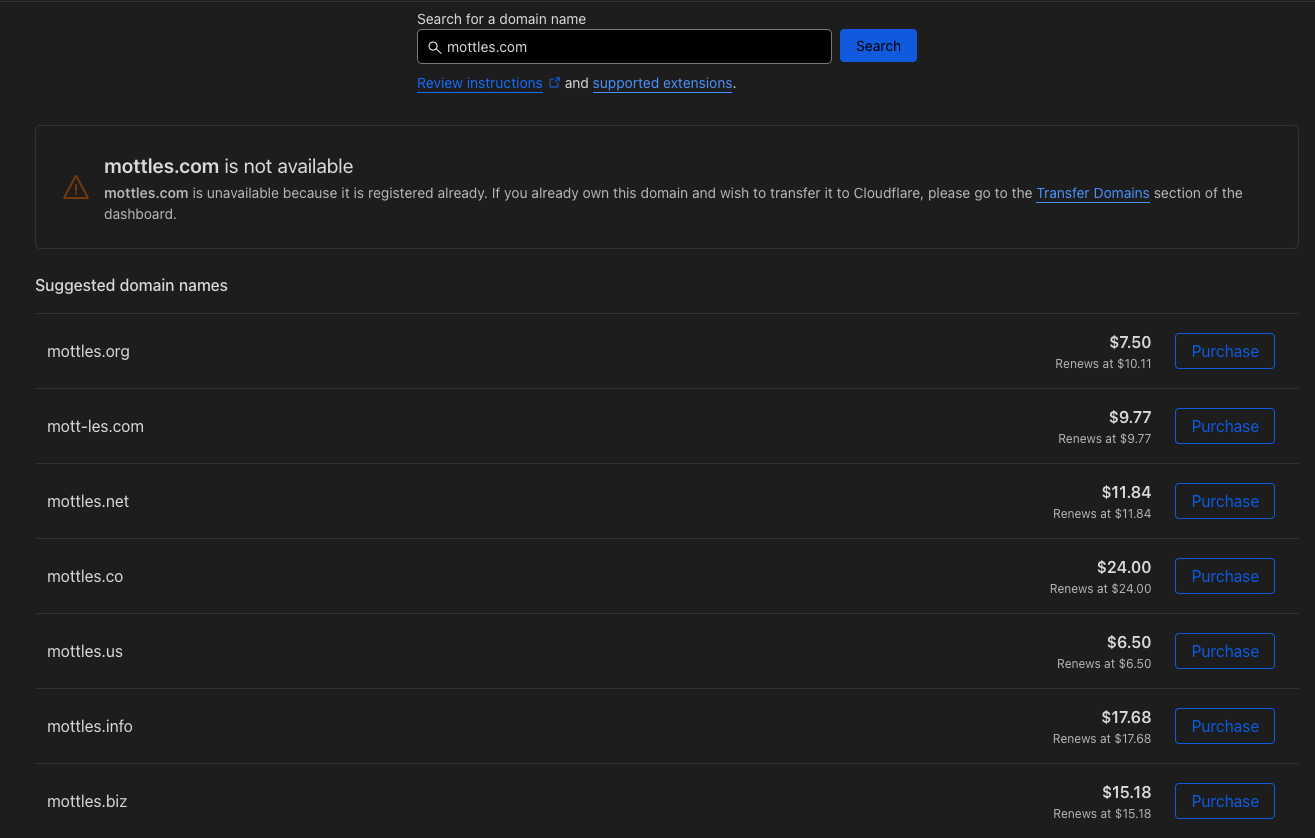 Search for a domain name
mottles.com
Search
Review instructions and supported extensions.
mottles.com is not available
mottles.com is unavailable because it is registered already. If you already own this domain and wish to transfer it to Cloudflare, please go to the Transfer Domains section of the
dashboard.
Suggested domain names
mottles.org
$7.50
Renews at $10.11
Purchase
mott-les.com
$9.77
Renews at $9.77
Purchase
mottles.net
$11.84
Renews at $11.84
Purchase
mottles.co
$24.00
Renews at $24.00
Purchase
mottles.us
$6.50
Renews at $6.50
Purchase
mottles.info
$17.68
Renews at $17.68
Purchase
mottles.biz
$15.18
Renews at $15.18
Purchase